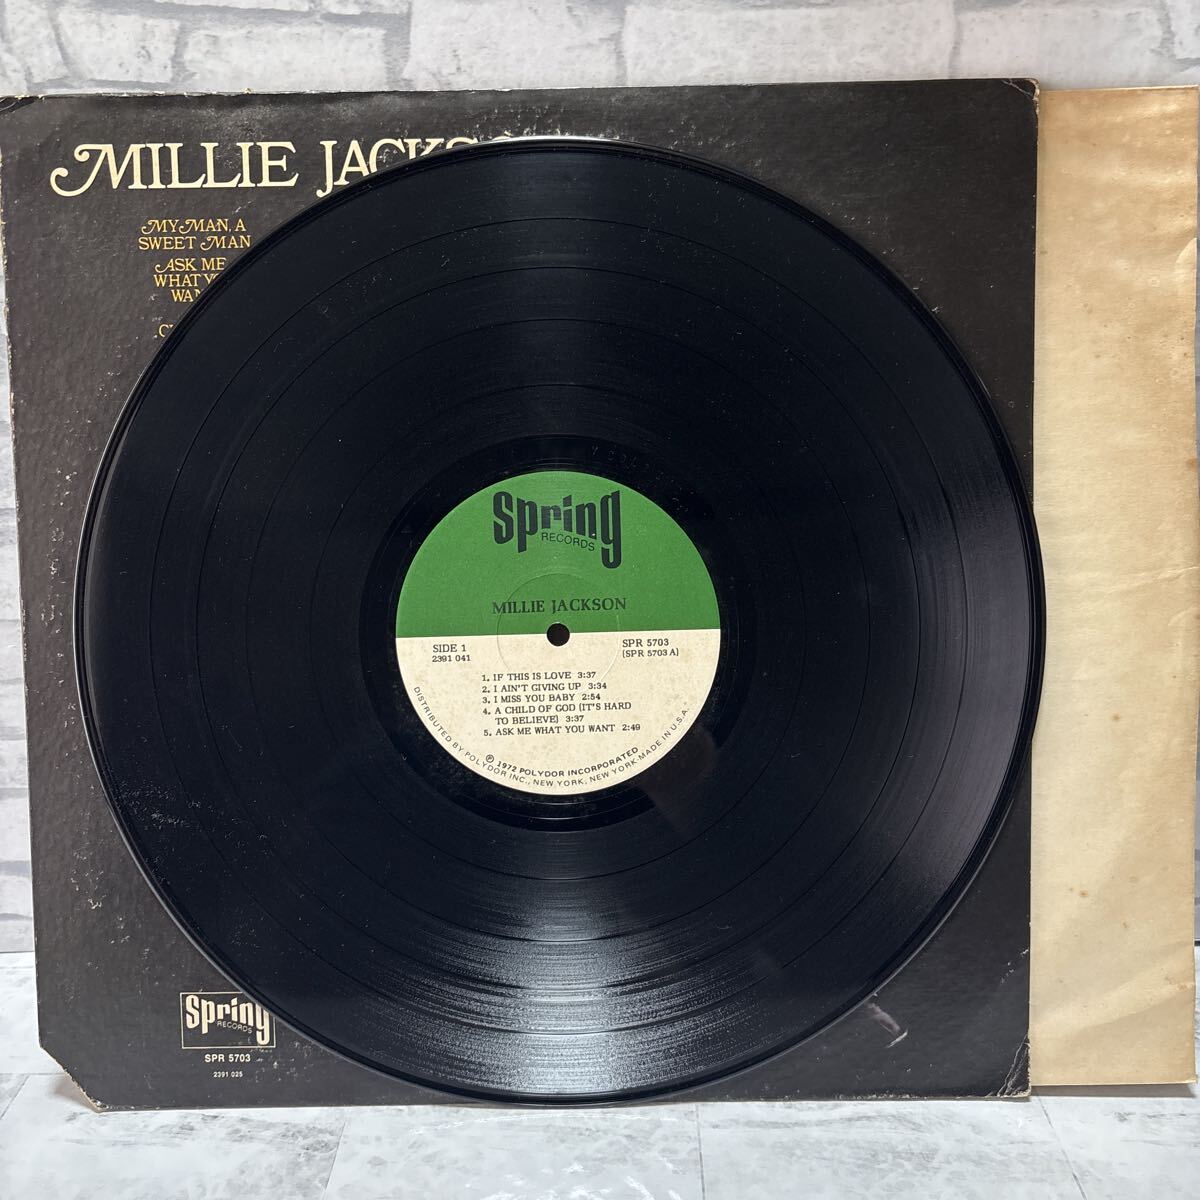 MILLIE
MY MAN, A
SWEET MAN
ASK ME
WHAT
Spring
RECORDS
MILLIE JACKSON
SIDE 1
2391 041
SPR 5703
(SPR 5703 A)
1. IF THIS IS LOVE 3:37
2. I AIN'T GIVING UP 3:34
3. I MISS YOU BABY 2:54
4. A CHILD OF GOD (IT'S HARD
TO BELIEVE) 3:37
5. ASK ME WHAT YOU WANT 2:49
℗ 1972 POLYDOR INCORPORATED
DISTRIBUTED BY POLYDOR INC., NEW YORK, NEW YORK-MADE IN U.S.A.
Spring
RECORDS
SPR 5703
2391 025